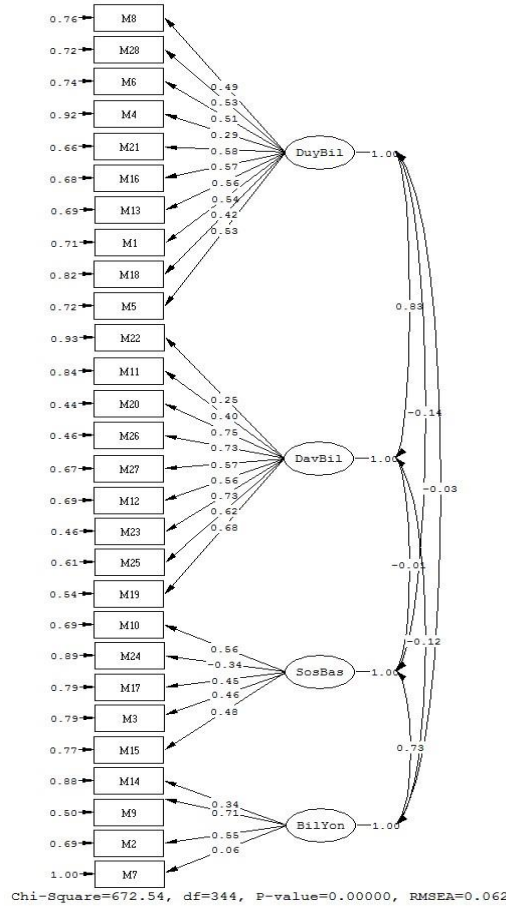 0.76 M8
0.72 M28
0.49
0.74 M6
0.53
0.51
0.92 M4
0.29
0.66 M21
0.58
DuyBil 1.00
0.68 M16
0.57
0.56
0.69 M13
0.54
0.71 M1
0.42
0.53
0.82 M18
0.72 M5
0.83
0.93 M22
0.84 M11
0.25
0.44 M20
0.40
-0.14
0.75
0.46 M26
0.73
0.67 M27
0.57
DavBil 1.00
0.69 M12
0.56
-0.03
0.46 M23
0.73
0.62
0.61 M25
0.68
-0.01
0.54 M19
0.69 M10
-0.12
0.56
0.89 M24
-0.34
SosBas 1.00
0.79 M17
0.45
0.79 M3
0.46
0.48
0.77 M15
0.73
0.88 M14
0.34
0.50 M9
0.71
BilYon 1.00
0.69 M2
0.55
0.06
1.00 M7
Chi-Square=672.54, df=344, P-value=0.00000, RMSEA=0.062